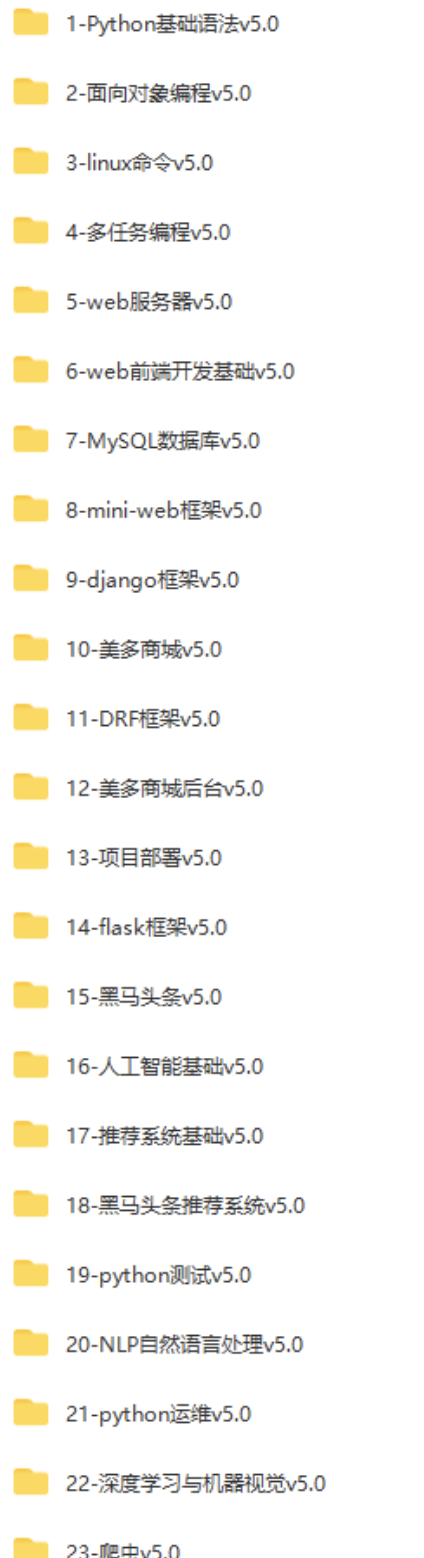 1-Python基础语法v5.0
2-面向对象编程v5.0
3-linux命令v5.0
4-多任务编程v5.0
5-web服务器v5.0
6-web前端开发基础v5.0
7-MySQL数据库v5.0
8-mini-web框架v5.0
9-django框架v5.0
10-美多商城v5.0
11-DRF框架v5.0
12-美多商城后台v5.0
13-项目部署v5.0
14-flask框架v5.0
15-黑马头条v5.0
16-人工智能基础v5.0
17-推荐系统基础v5.0
18-黑马头条推荐系统v5.0
19-python测试v5.0
20-NLP自然语言处理v5.0
21-python运维v5.0
22-深度学习与机器视觉v5.0
23-爬虫v5.0